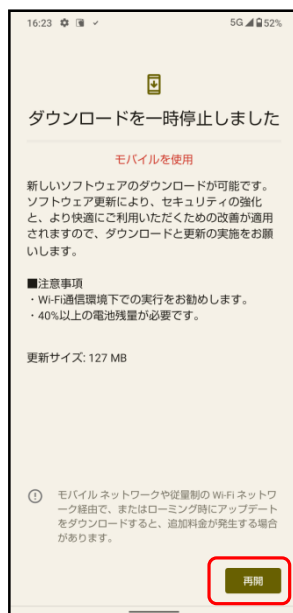 16:23 5G 52%
ダウンロードを一時停止しました
モバイルを使用
新しいソフトウェアのダウンロードが可能です。
ソフトウェア更新により、セキュリティの強化
と、より快適にご利用いただくための改善が適用
されますので、ダウンロードと更新の実施をお願
いします。
■注意事項
・Wi-Fi通信環境下での実行をお勧めします。
・40%以上の電池残量が必要です。
更新サイズ: 127 MB
モバイル ネットワークや従量制の Wi-Fi ネットワ
ーク経由で、またはローミング時にアップデート
をダウンロードすると、追加料金が発生する場合
があります。
再開